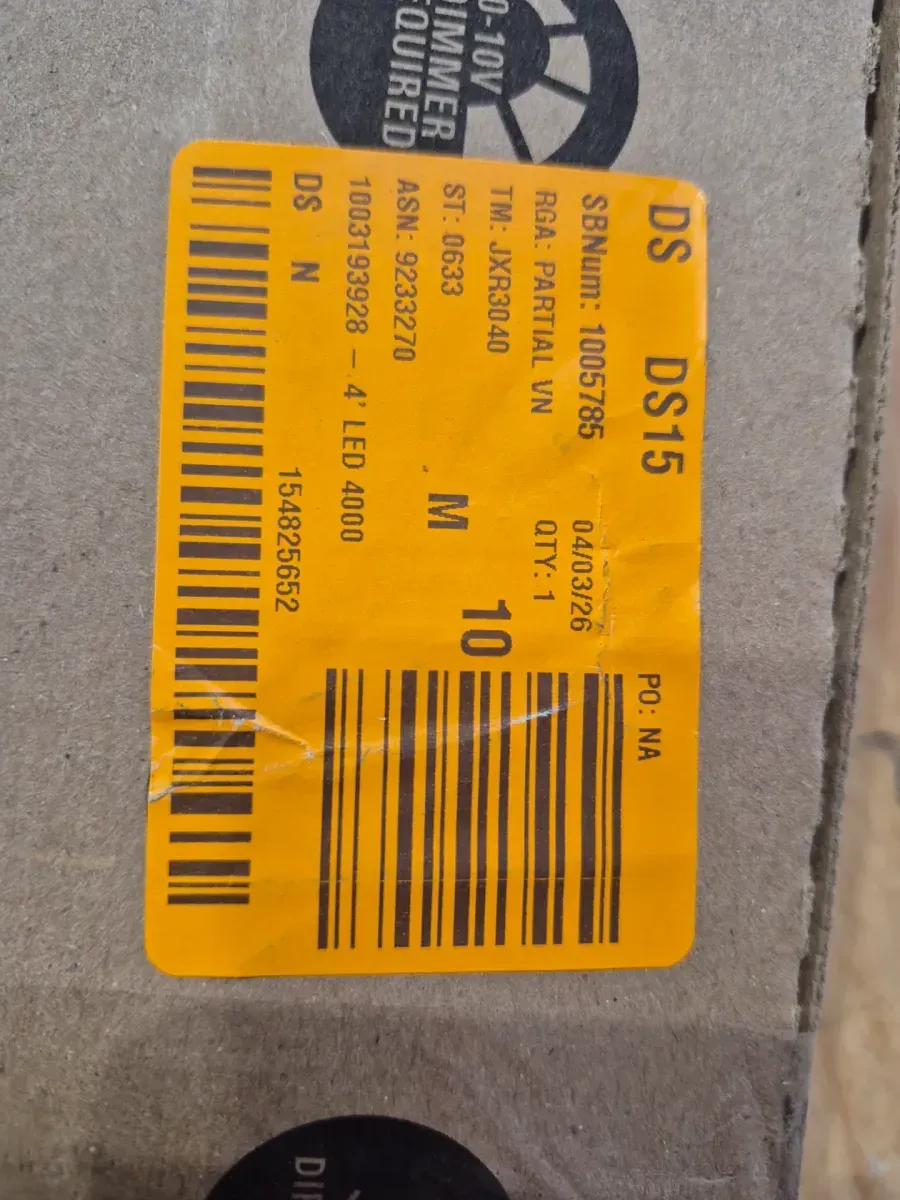 0-10V
DIMMER
REQUIRED
DS DS15
PO: NA
SBNum: 1005785 04/03/26
RGA: PARTIAL VN QTY: 1
TM: JXR3040
10
ST: 0633 M
ASN: 9233270
1003193928 – 4' LED 4000
DS N 154825652